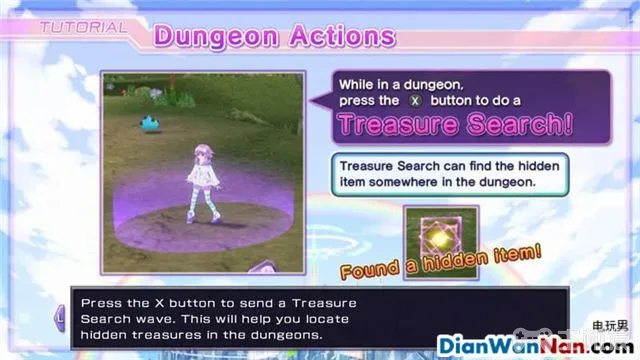 TUTORIAL
Dungeon Actions
While in a dungeon,
press the X button to do a
Treasure Search!
Treasure Search can find the hidden
item somewhere in the dungeon.
Found a hidden item!
L
Press the X button to send a Treasure
Search wave. This will help you locate
hidden treasures in the dungeons.
电玩男
DianWanNan.com